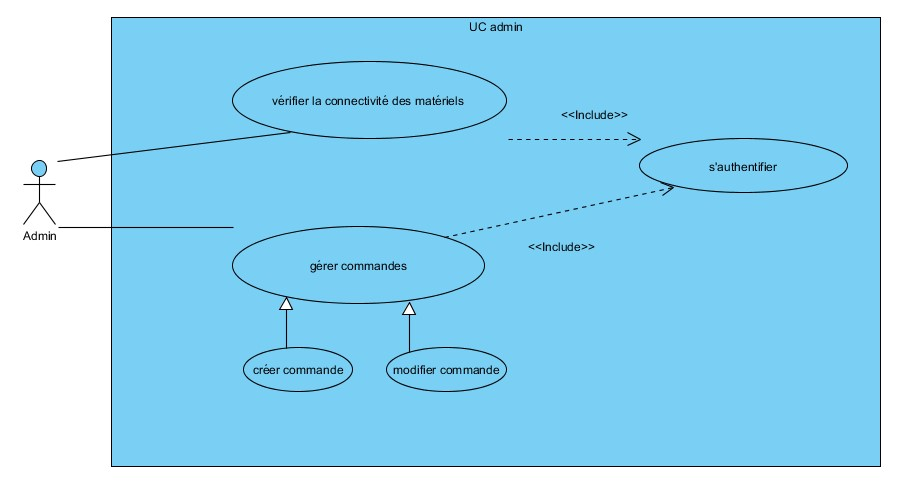 UC admin
vérifier la connectivité des matériels
<<Include>>
s'authentifier
Admin
<<Include>>
gérer commandes
créer commande
modifier commande